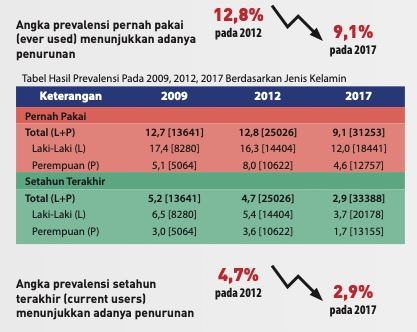 Angka prevalensi pernah pakai
(ever used) menunjukkan adanya
penurunan
12,8%
pada 2012
9,1%
pada 2017
Tabel Hasil Prevalensi Pada 2009, 2012, 2017 Berdasarkan Jenis Kelamin
Keterangan 2009 2012 2017
Pernah Pakai
Total (L+P) 12,7 [13641] 12,8 [25026] 9,1 [31253]
Laki-Laki (L) 17,4 [8280] 16,3 [14404] 12,0 [18441]
Perempuan (P) 5,1 [5064] 8,0 [10622] 4,6 [12757]
Setahun Terakhir
Total (L+P) 5,2 [13641] 4,7 [25026] 2,9 [33388]
Laki-Laki (L) 6,5 [8280] 5,4 [14404] 3,7 [20178]
Perempuan (P) 3,0 [5064] 3,6 [10622] 1,7 [13155]
Angka prevalensi setahun
terakhir (current users)
menunjukkan adanya penurunan
4,7%
pada 2012
2,9%
pada 2017